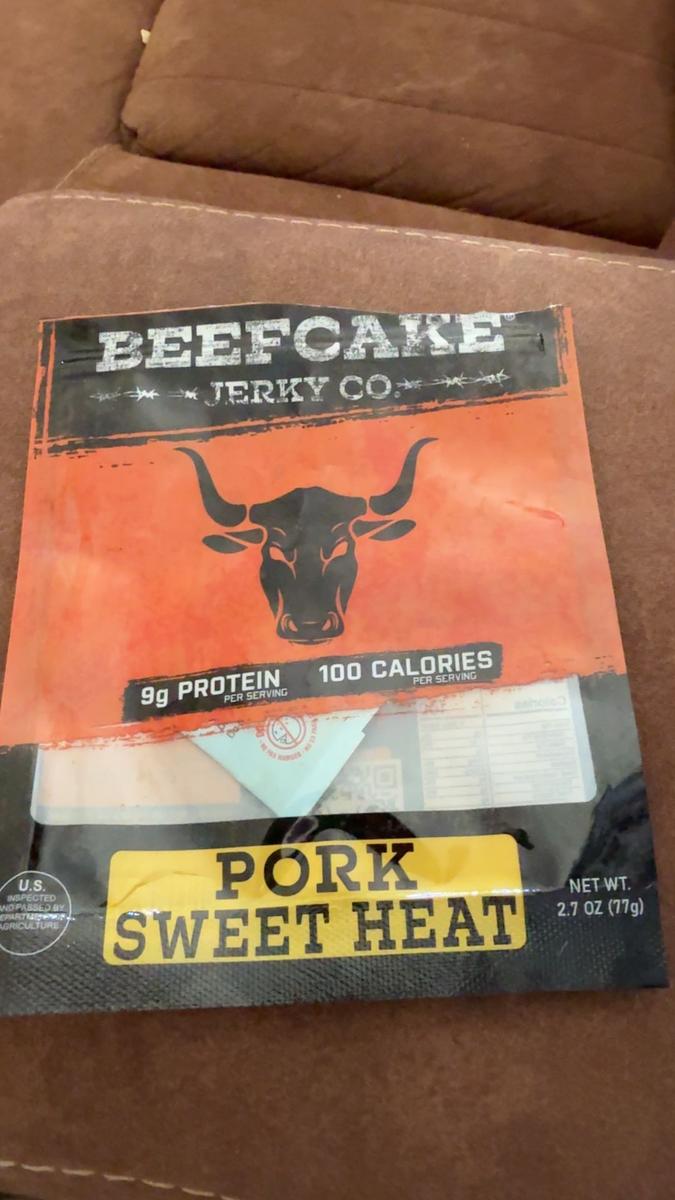 BEEFCAKE®
JERKY CO.
9g PROTEIN
PER SERVING
100 CALORIES
PER SERVING
Calories
PORK
SWEET HEAT
U.S.
INSPECTED
AND PASSED BY
DEPARTMENT OF
AGRICULTURE
NET WT.
2.7 OZ (77g)